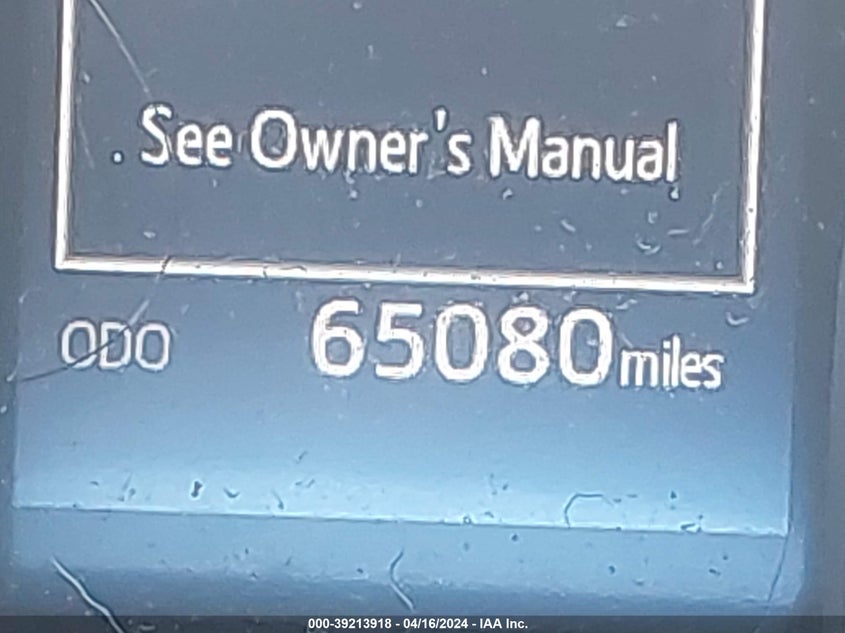 . See Owner's Manual
ODO 65080 miles
000-39213918 - 04/16/2024 - IAA Inc.